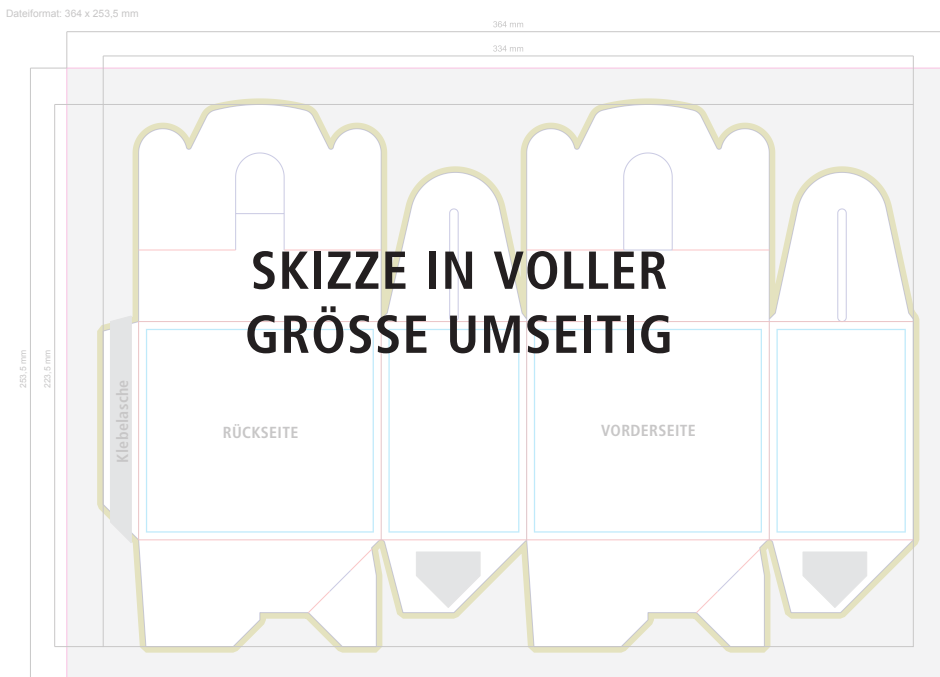 Dateiformat: 364 x 253,5 mm
364 mm
334 mm
SKIZZE IN VOLLER
GRÖSSE UMSEITIG
253,5 mm
223,5 mm
Klebelasche
RÜCKSEITE
VORDERSEITE